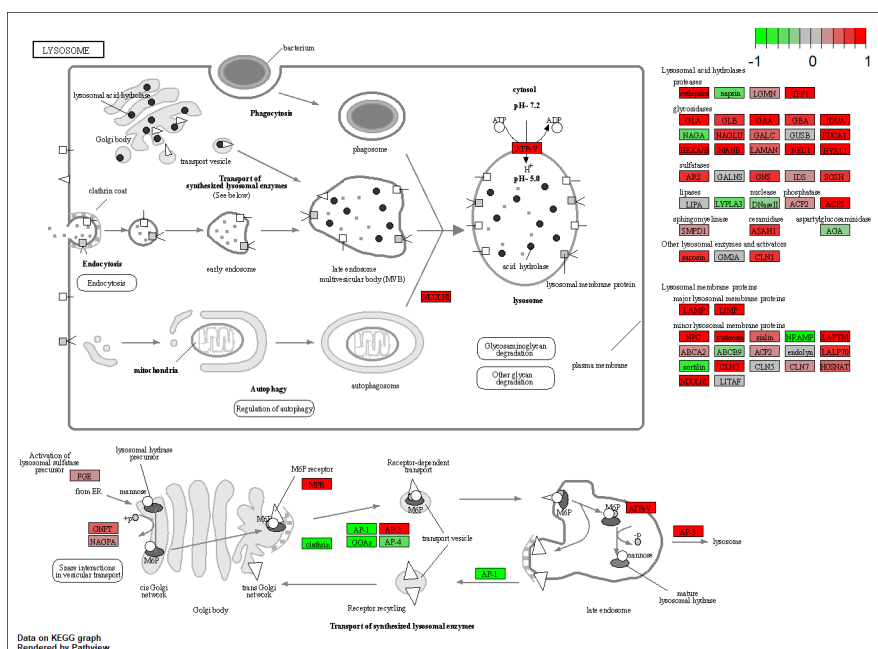 LYSOSOME
bacterium
-1 0 1
lysosomal acid hydrolase
Golgi body
transport vesicle
Phagocytosis
phagosome
Transport of
synthesized lysosomal enzymes
(See below)
clathrin coat
Endocytosis
Endocytosis
early endosome
late endosome
multivesicular body (MVB)
cytosol
pH~ 7.2
ATP ADP
ATPeV
H+
pH~ 5.0
acid hydrolase
lysosomal membrane protein
lysosome
MCOLN1
mitochondria
Autophagy
autophagosome
Regulation of autophagy
Glycosaminoglycan
degradation
Other glycan
degradation
plasma membrane
Lysosomal acid hydrolases
proteases
cathepsin napsin LGMN TPP1
glycosidases
GLA GLB GAA GBA IDUA
NAGA NAGLU GALC GUSB FUCA1
HEXA/B MANB LAMAN NEU1 HYAL1
sulfatases
ARS GALNS GNS IDS SGSH
lipases nuclease phosphatase
LIPA LYPLA3 DNaseII ACP2 ACP5
sphingomyelinase ceramidase aspartylglucosaminidase
SMPD1 ASAH1 AGA
Other lysosomal enzymes and activators
saposin GM2A CLN1
Lysosomal membrane proteins
major lysosomal membrane proteins
LAMP LIMP
minor lysosomal membrane proteins
NPC cystinosin sialin NRAMP LAPTM
ABCA2 ABCB9 ACP2 endolyn LALP70
sortilin CLN3 CLN5 CLN7 HGSNAT
MCOLN1 LITAF
Activation of
lysosomal sulfatase
precursor
FGE
from ER
lysosomal hydrase
precursor
mannose
+p
GNPT
NAGPA
M6P
Snare interactions
in vesicular transport
cis Golgi
network
Golgi body
trans Golgi
network
M6P receptor
MPR
M6P
clathrin
AP-1 AP-3
GGAs AP-4
Receptor-dependent
transport
M6P
transport vesicle
Receptor recycling
AP-1
M6P
M6P
ATPeV
-p
mannose
AP-3
lysosome
mature
lysosomal hydrase
late endosome
Transport of synthesized lysosomal enzymes
Data on KEGG graph
Rendered by Pathview